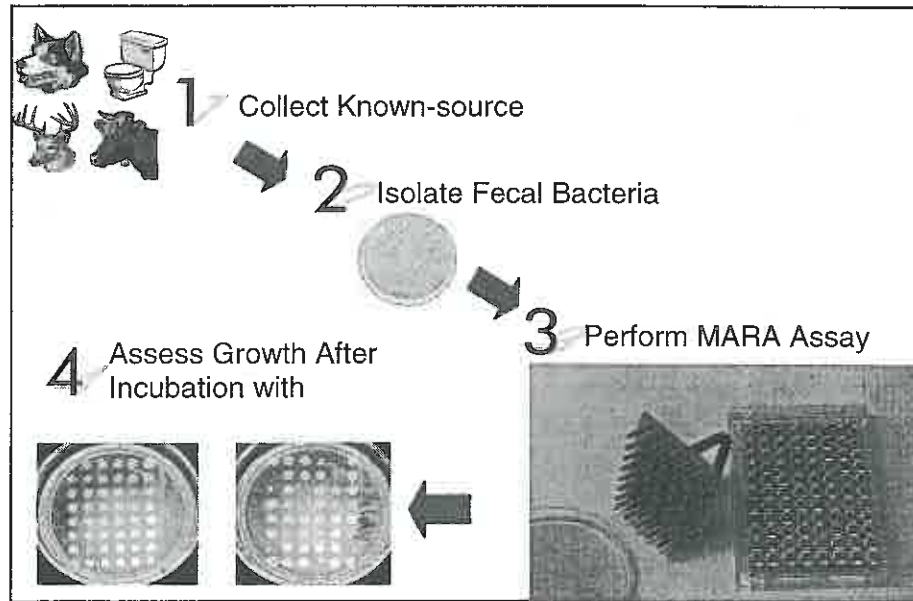 1 Collect Known-source
2 Isolate Fecal Bacteria
3 Perform MARA Assay
4 Assess Growth After
Incubation with